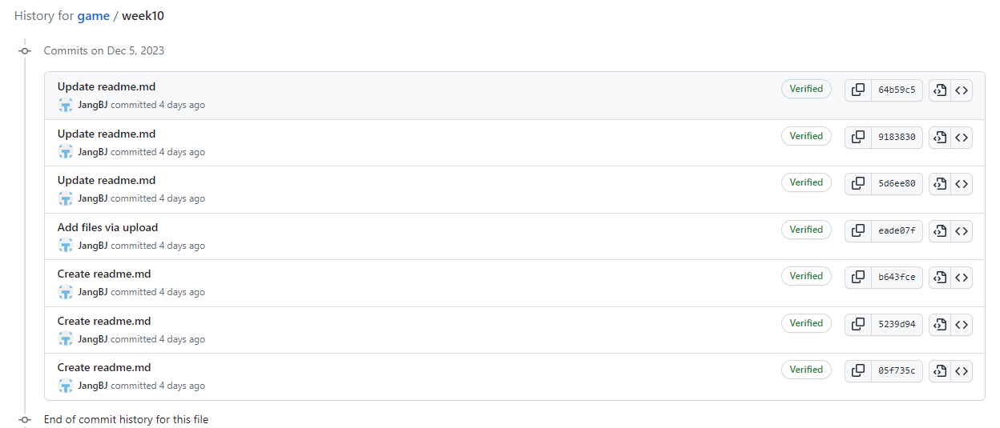 History for game / week10
Commits on Dec 5, 2023
Update readme.md
Verified
64b59c5
JangBJ committed 4 days ago
Update readme.md
Verified
9183830
JangBJ committed 4 days ago
Update readme.md
Verified
5d6ee80
JangBJ committed 4 days ago
Add files via upload
Verified
eade07f
JangBJ committed 4 days ago
Create readme.md
Verified
b643fce
JangBJ committed 4 days ago
Create readme.md
Verified
5239d94
JangBJ committed 4 days ago
Create readme.md
Verified
05f735c
JangBJ committed 4 days ago
End of commit history for this file